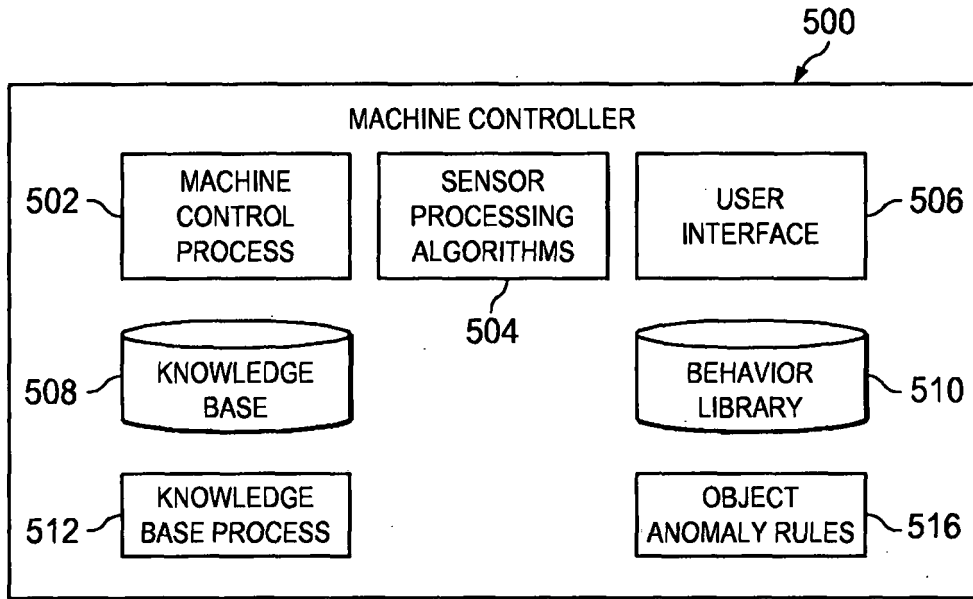 500
MACHINE CONTROLLER
502
MACHINE
CONTROL
PROCESS
SENSOR
PROCESSING
ALGORITHMS
504
USER
INTERFACE
506
508
KNOWLEDGE
BASE
BEHAVIOR
LIBRARY
510
512
KNOWLEDGE
BASE PROCESS
OBJECT
ANOMALY RULES
516